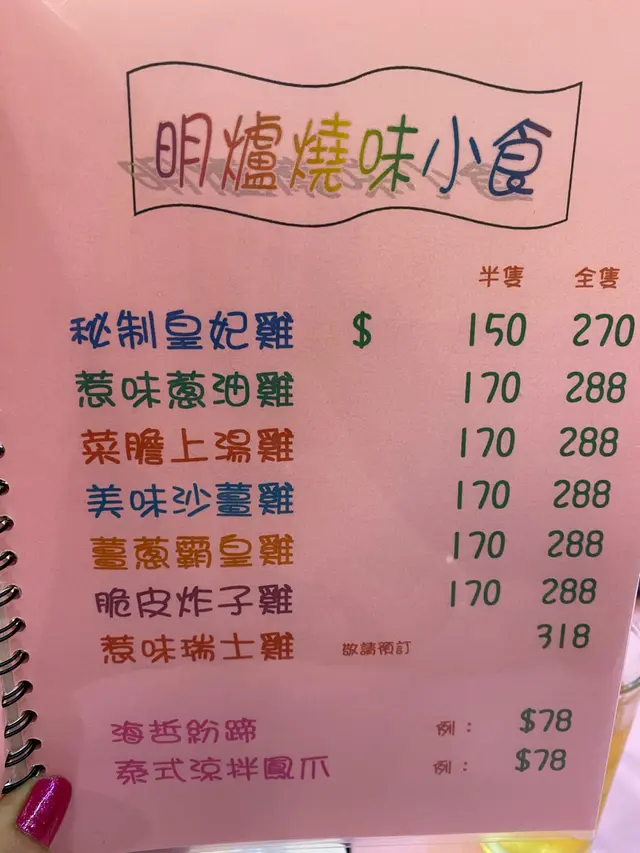 明爐燒味小食
半隻 全隻
秘制皇妃雞 $ 150 270
惹味蔥油雞 170 288
菜膽上湯雞 170 288
美味沙薑雞 170 288
薑蔥霸皇雞 170 288
脆皮炸子雞 170 288
惹味瑞士雞 敬請預訂 318
海哲紛蹄 例： $78
泰式涼拌鳳爪 例： $78